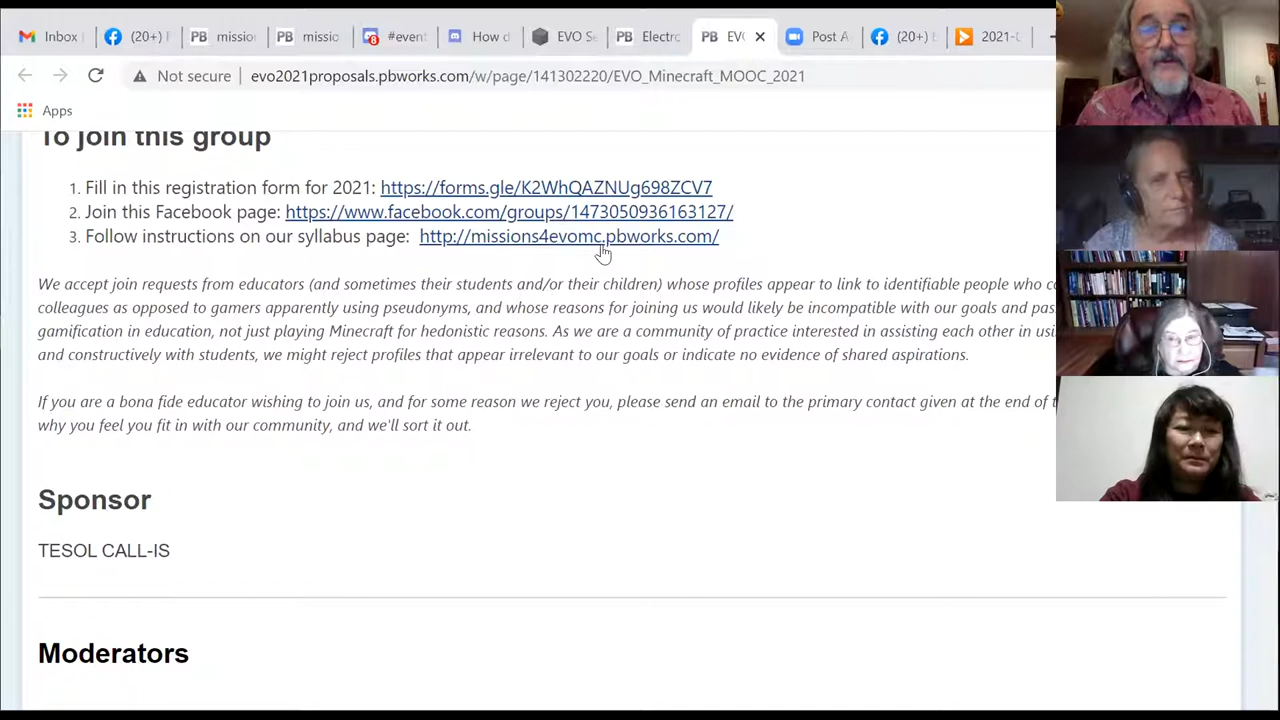 Inbox (20+) F missio missio #event How d EVO Se Electro EVO Post A (20+) 2021-0
Not secure evo2021proposals.pbworks.com/w/page/141302220/EVO_Minecraft_MOOC_2021
Apps
To join this group
1. Fill in this registration form for 2021: https://forms.gle/K2WhQAZNUg698ZCV7
2. Join this Facebook page: https://www.facebook.com/groups/1473050936163127/
3. Follow instructions on our syllabus page: http://missions4evomc.pbworks.com/
We accept join requests from educators (and sometimes their students and/or their children) whose profiles appear to link to identifiable people who
colleagues as opposed to gamers apparently using pseudonyms, and whose reasons for joining us would likely be incompatible with our goals and
gamification in education, not just playing Minecraft for hedonistic reasons. As we are a community of practice interested in assisting each other in
and constructively with students, we might reject profiles that appear irrelevant to our goals or indicate no evidence of shared aspirations.
If you are a bona fide educator wishing to join us, and for some reason we reject you, please send an email to the primary contact given at the end of
why you feel you fit in with our community, and we'll sort it out.
Sponsor
TESOL CALL-IS
Moderators